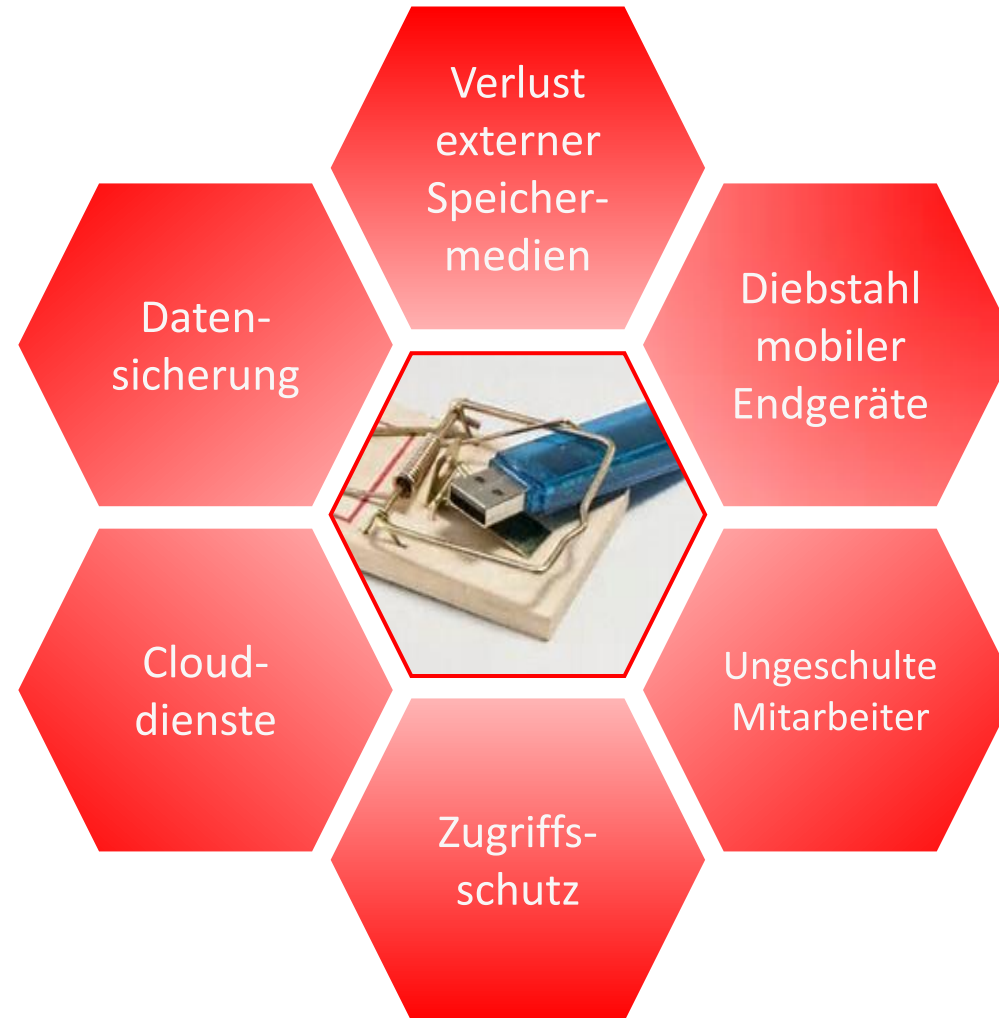 Verlust
externer
Speicher-
medien
Diebstahl
mobiler
Endgeräte
Ungeschulte
Mitarbeiter
Zugriffs-
schutz
Cloud-
dienste
Daten-
sicherung